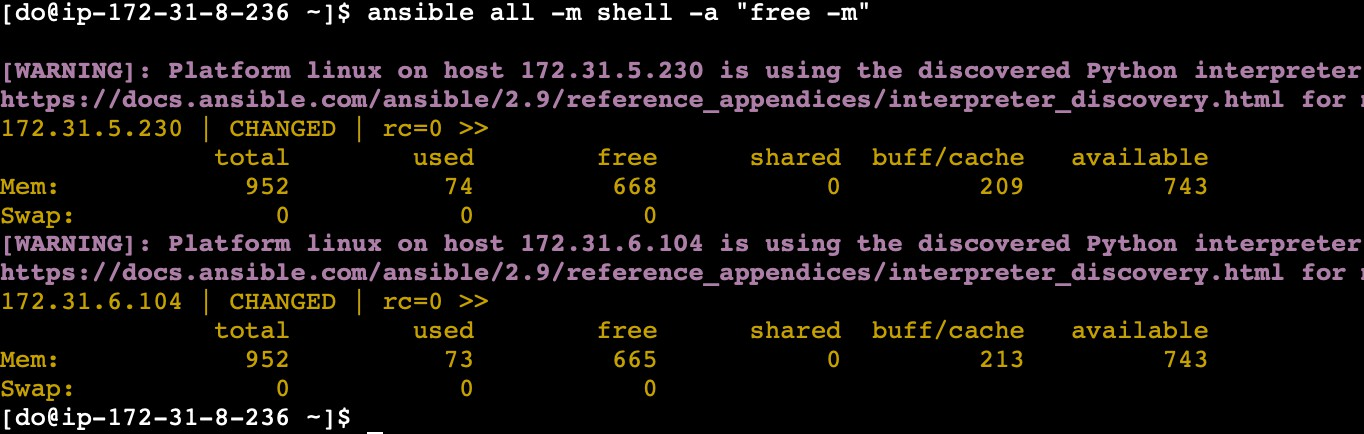 [do@ip-172-31-8-236 ~]$ ansible all -m shell -a "free -m"
[WARNING]: Platform linux on host 172.31.5.230 is using the discovered Python interpreter
https://docs.ansible.com/ansible/2.9/reference_appendices/interpreter_discovery.html for
172.31.5.230 | CHANGED | rc=0 >>
              total        used        free      shared  buff/cache   available
Mem:            952          74         668           0         209         743
Swap:             0           0           0
[WARNING]: Platform linux on host 172.31.6.104 is using the discovered Python interpreter
https://docs.ansible.com/ansible/2.9/reference_appendices/interpreter_discovery.html for
172.31.6.104 | CHANGED | rc=0 >>
              total        used        free      shared  buff/cache   available
Mem:            952          73         665           0         213         743
Swap:             0           0           0
[do@ip-172-31-8-236 ~]$